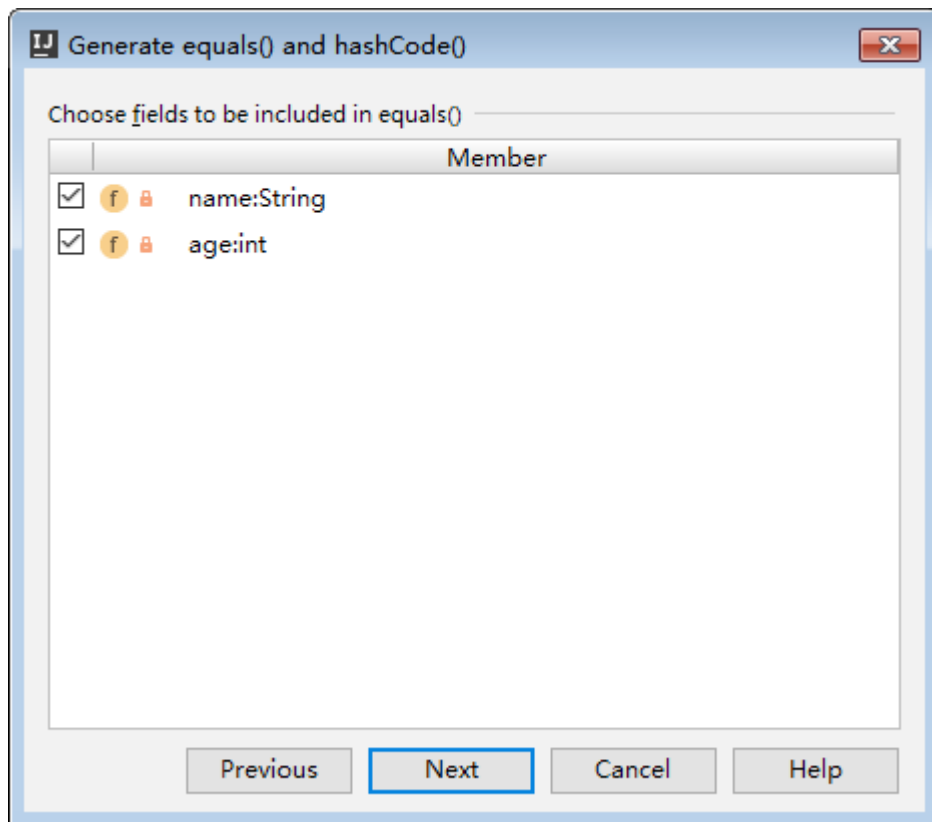 IJ Generate equals() and hashCode()
Choose fields to be included in equals()
Member
f name:String
f age:int
Previous Next Cancel Help